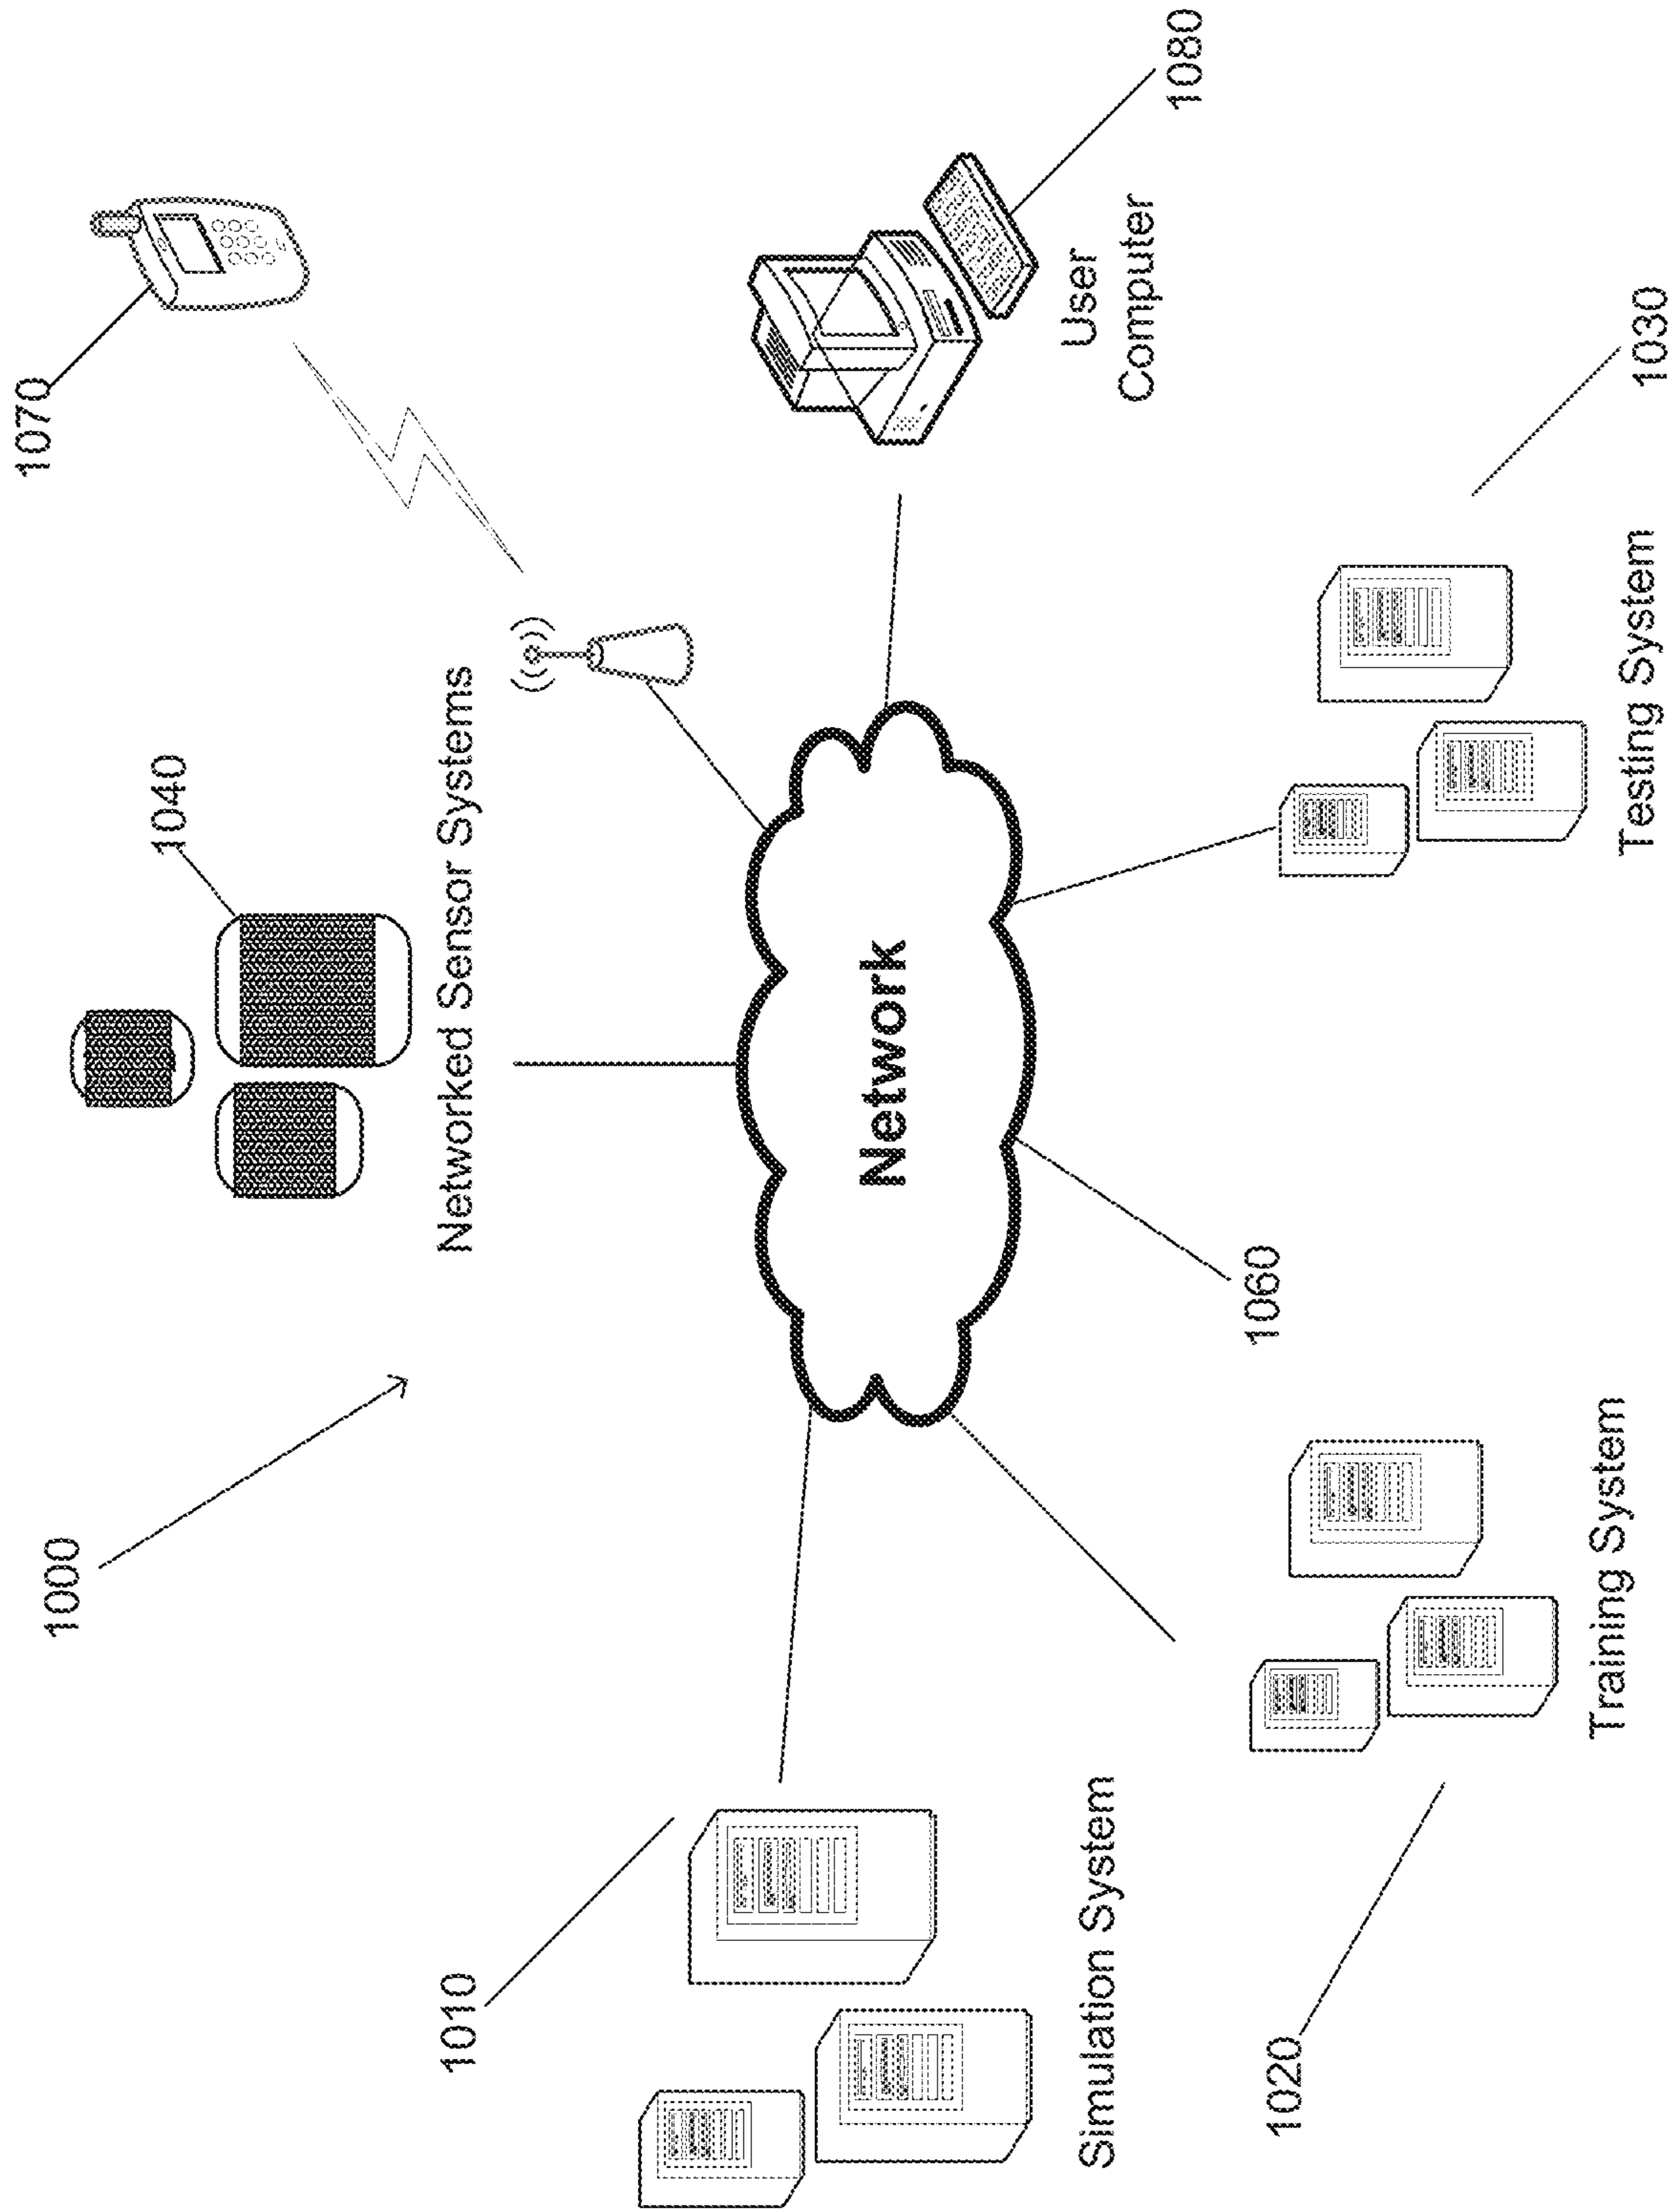 1000
1040
1070
Networked Sensor Systems
1010
Network
User
Computer
1080
Simulation System
1060
1020
Training System
Testing System
1030